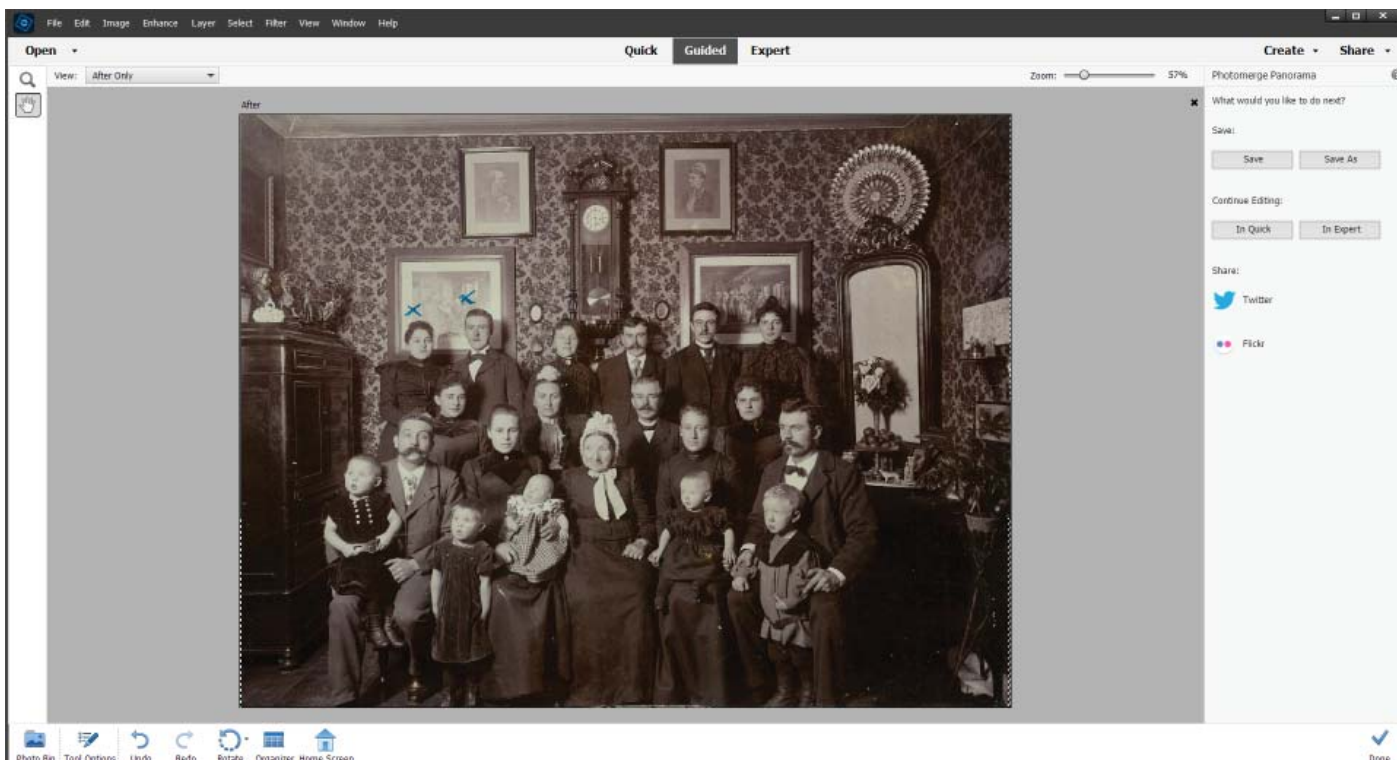 File Edit Image Enhance Layer Select Filter View Window Help
Open Quick Guided Expert Create Share
View: After Only Zoom: 57% Photomerge Panorama
After
What would you like to do next?
Save:
Save Save As
Continue Editing:
In Quick In Expert
Share:
Twitter
Flickr
Photo Bin Tool Options Undo Redo Rotate Organizer Home Screen Done